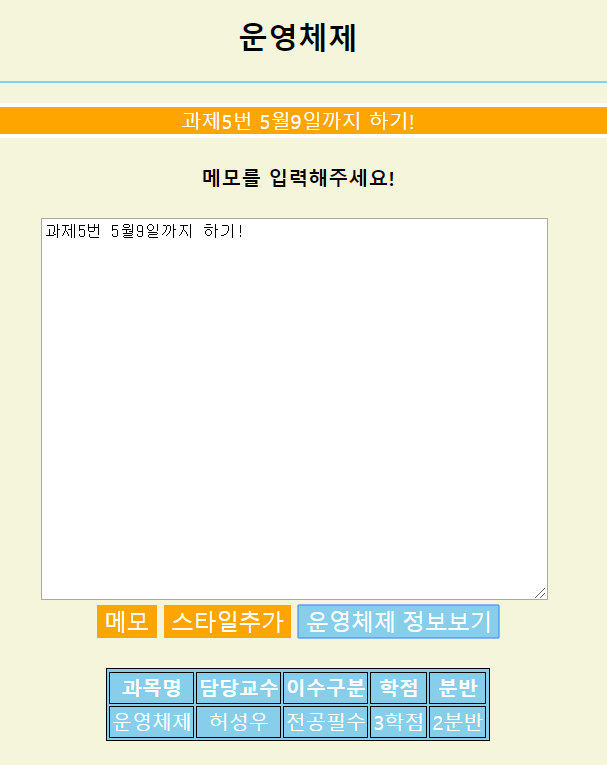 운영체제
과제5번 5월9일까지 하기!
메모를 입력해주세요!
과제5번 5월9일까지 하기!
메모 스타일추가 운영체제 정보보기
과목명 담당교수 이수구분 학점 분반
운영체제 허성우 전공필수 3학점 2분반